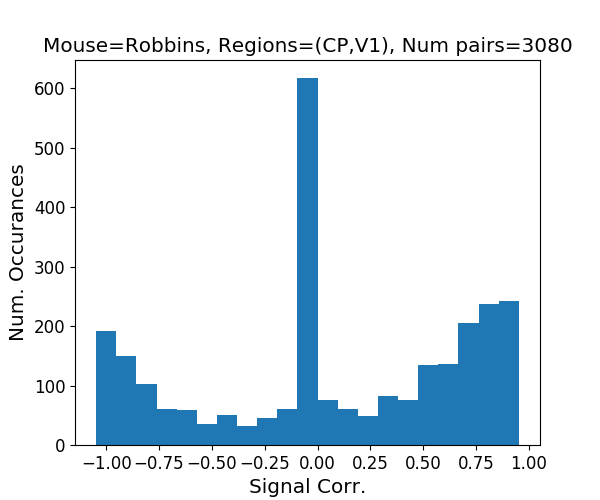 Mouse=Robbins, Regions=(CP,V1), Num pairs=3080
600
500
400
300
200
100
0
Num. Occurances
−1.00 −0.75 −0.50 −0.25 0.00 0.25 0.50 0.75 1.00
Signal Corr.